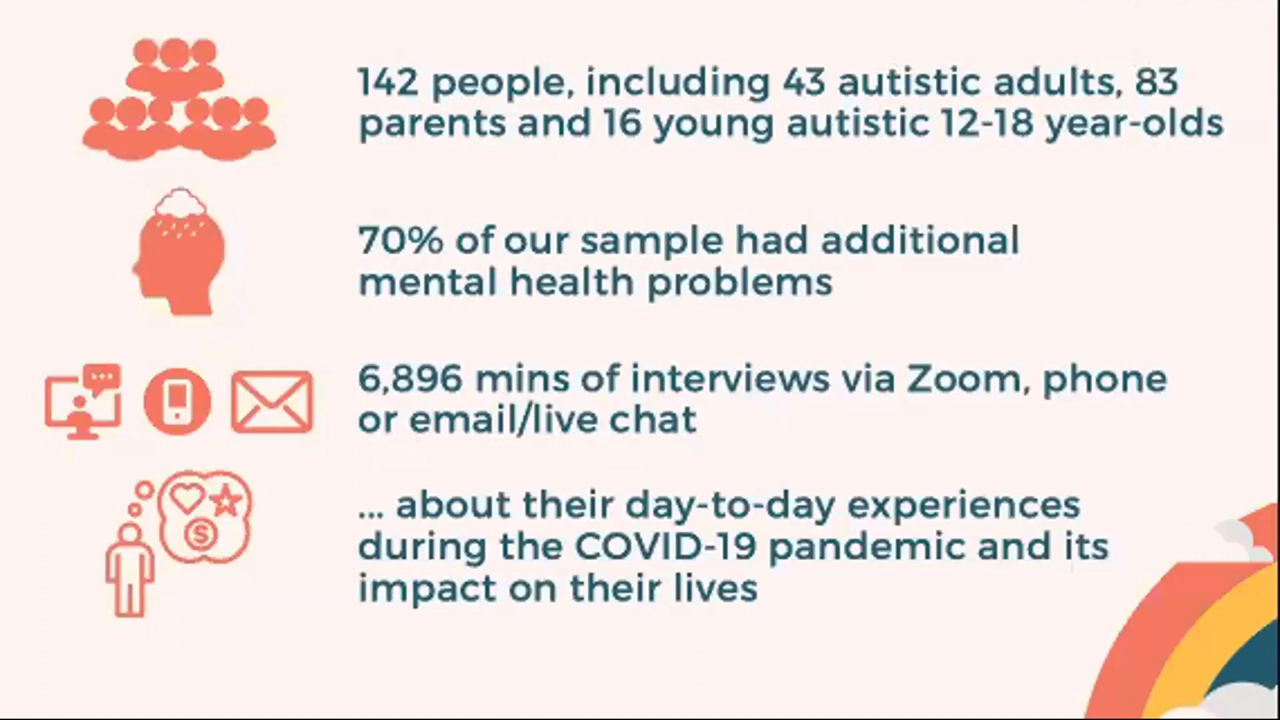 142 people, including 43 autistic adults, 83
parents and 16 young autistic 12-18 year-olds
70% of our sample had additional
mental health problems
6,896 mins of interviews via Zoom, phone
or email/live chat
... about their day-to-day experiences
during the COVID-19 pandemic and its
impact on their lives